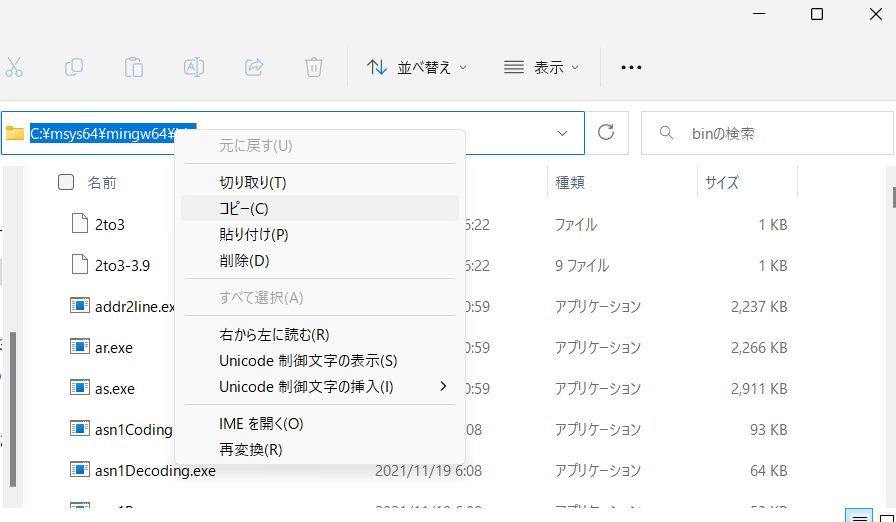 並べ替え 表示
C:¥msys64¥mingw64¥ binの検索
名前 種類 サイズ
元に戻す(U)
切り取り(T)
コピー(C)
貼り付け(P)
削除(D)
すべて選択(A)
右から左に読む(R)
Unicode 制御文字の表示(S)
Unicode 制御文字の挿入(I)
IME を開く(O)
再変換(R)
2to3 6:22 ファイル 1 KB
2to3-3.9 6:22 9 ファイル 1 KB
addr2line.ex 0:59 アプリケーション 2,237 KB
ar.exe 0:59 アプリケーション 2,266 KB
as.exe 0:59 アプリケーション 2,911 KB
asn1Coding :08 アプリケーション 93 KB
asn1Decoding.exe 2021/11/19 6:08 アプリケーション 64 KB